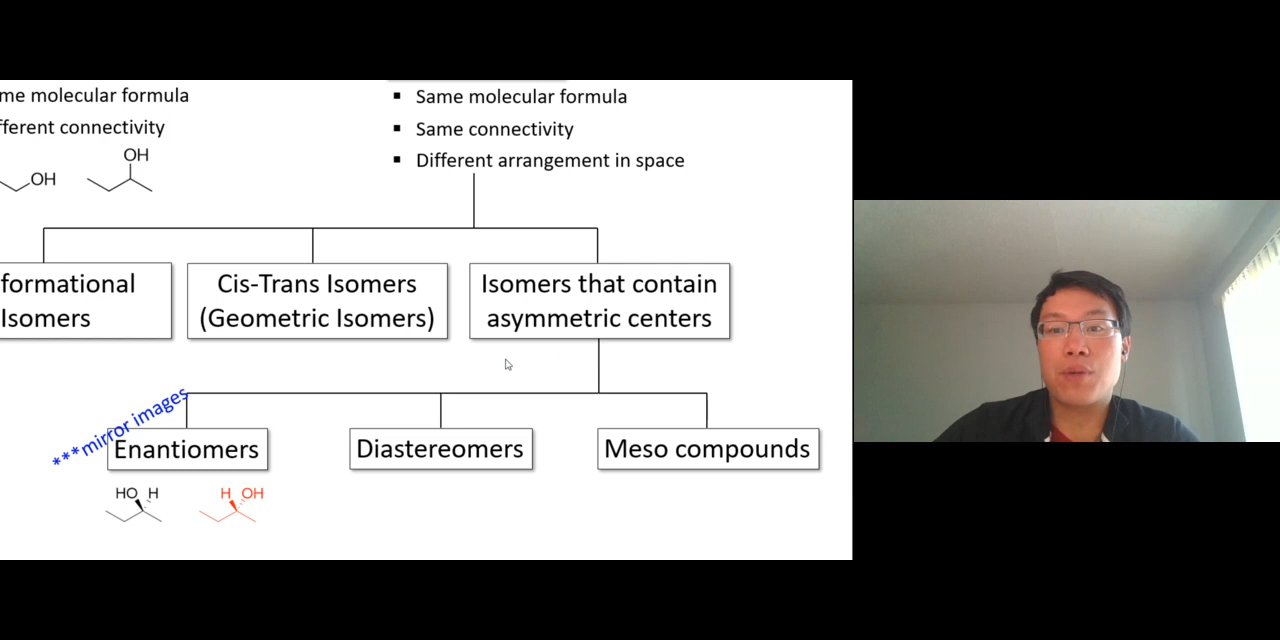 me molecular formula
fferent connectivity
OH
OH
▪ Same molecular formula
▪ Same connectivity
▪ Different arrangement in space
formational
Isomers
Cis-Trans Isomers
(Geometric Isomers)
Isomers that contain
asymmetric centers
***mirror images
Enantiomers
Diastereomers
Meso compounds
HO H
H OH